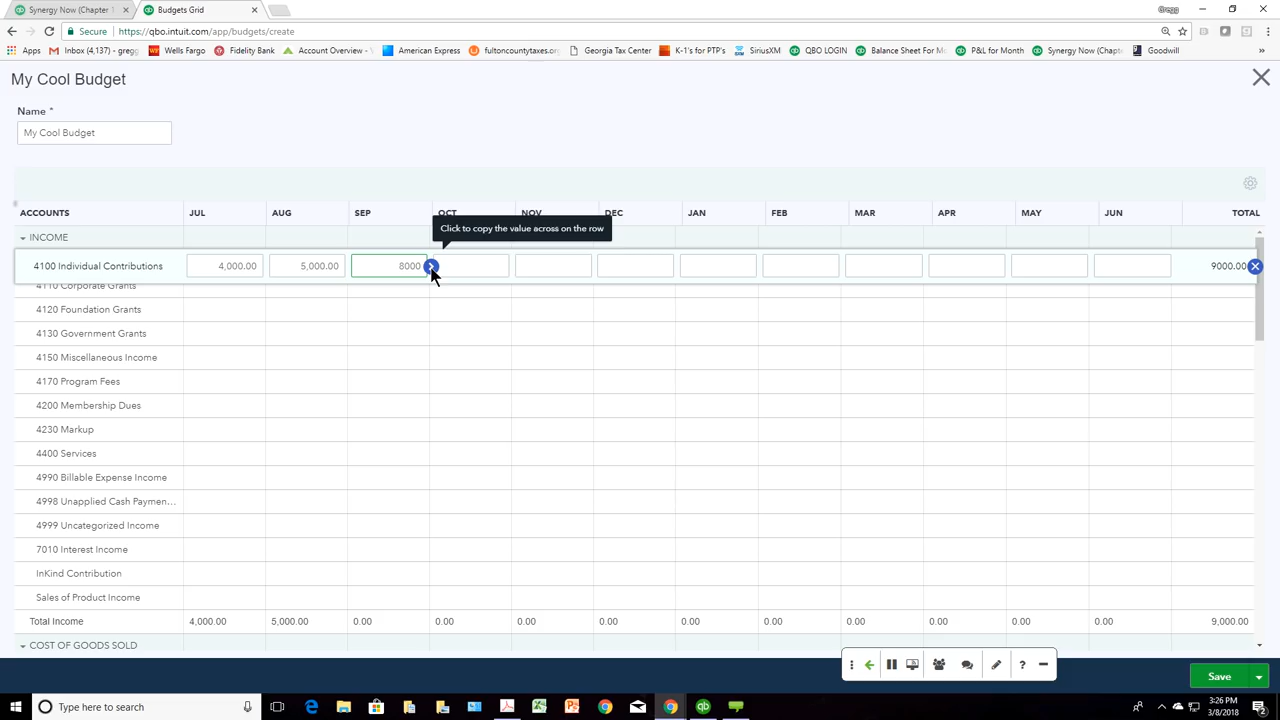 Synergy Now (Chapter 1
Budgets Grid
Gregg
Secure
https://qbo.intuit.com/app/budgets/create
Apps
Inbox (4,137) - gregg
Wells Fargo
Fidelity Bank
Account Overview -
American Express
fultoncountytaxes.or
Georgia Tax Center
K-1's for PTP's
SiriusXM
QBO LOGIN
Balance Sheet For M
P&L for Month
Synergy Now (Chapt
Goodwill
My Cool Budget
Name *
My Cool Budget
ACCOUNTS JUL AUG SEP OCT NOV DEC JAN FEB MAR APR MAY JUN TOTAL
Click to copy the value across on the row
INCOME
4100 Individual Contributions 4,000.00 5,000.00 8000 9000.00
4110 Corporate Grants
4120 Foundation Grants
4130 Government Grants
4150 Miscellaneous Income
4170 Program Fees
4200 Membership Dues
4230 Markup
4400 Services
4990 Billable Expense Income
4998 Unapplied Cash Paymen...
4999 Uncategorized Income
7010 Interest Income
InKind Contribution
Sales of Product Income
Total Income 4,000.00 5,000.00 0.00 0.00 0.00 0.00 0.00 0.00 0.00 0.00 0.00 0.00 9,000.00
COST OF GOODS SOLD
Save
Type here to search
3:26 PM
3/8/2018